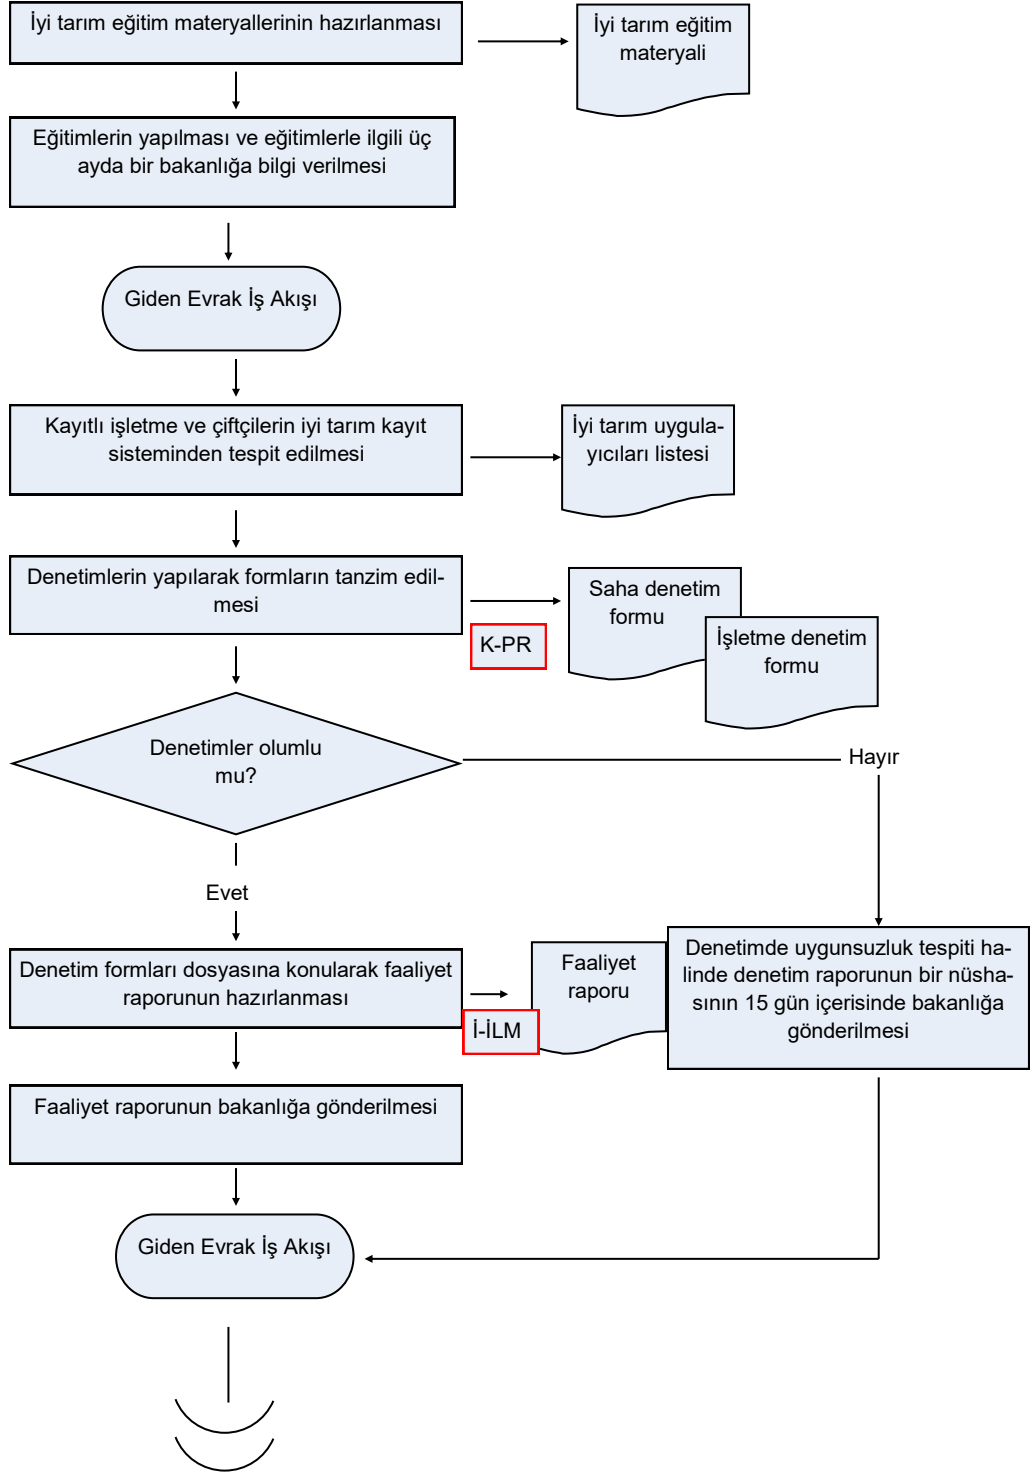 İyi tarım eğitim materyallerinin hazırlanması
İyi tarım eğitim
materyali
Eğitimlerin yapılması ve eğitimlerle ilgili üç
ayda bir bakanlığa bilgi verilmesi
Giden Evrak İş Akışı
Kayıtlı işletme ve çiftçilerin iyi tarım kayıt
sisteminden tespit edilmesi
İyi tarım uygula-
yıcıları listesi
Denetimlerin yapılarak formların tanzim edil-
mesi
K-PR
Saha denetim
formu
İşletme denetim
formu
Denetimler olumlu
mu?
Hayır
Evet
Denetim formları dosyasına konularak faaliyet
raporunun hazırlanması
İ-İLM
Faaliyet
raporu
Denetimde uygunsuzluk tespiti ha-
linde denetim raporunun bir nüsha-
sının 15 gün içerisinde bakanlığa
gönderilmesi
Faaliyet raporunun bakanlığa gönderilmesi
Giden Evrak İş Akışı